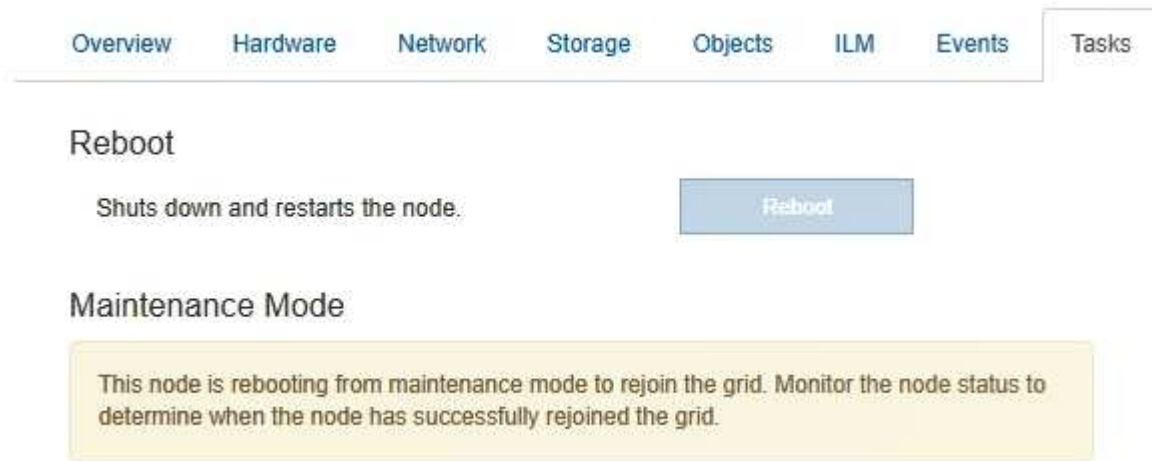 Overview Hardware Network Storage Objects ILM Events Tasks
Reboot
Shuts down and restarts the node. Reboot
Maintenance Mode
This node is rebooting from maintenance mode to rejoin the grid. Monitor the node status to
determine when the node has successfully rejoined the grid.